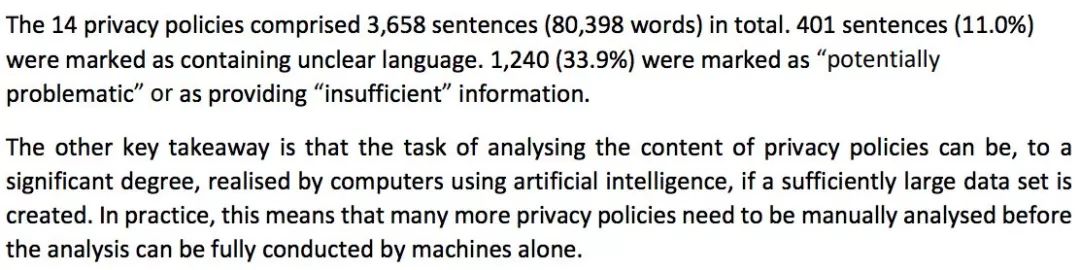 The 14 privacy policies comprised 3,658 sentences (80,398 words) in total. 401 sentences (11.0%)
were marked as containing unclear language. 1,240 (33.9%) were marked as “potentially
problematic” or as providing “insufficient” information.
The other key takeaway is that the task of analysing the content of privacy policies can be, to a
significant degree, realised by computers using artificial intelligence, if a sufficiently large data set is
created. In practice, this means that many more privacy policies need to be manually analysed before
the analysis can be fully conducted by machines alone.